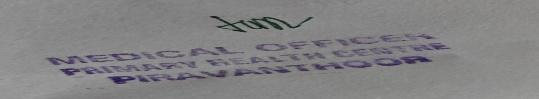 MEDICAL OFFICER
PRIMARY HEALTH CENTRE
PIRAVANTHOOR